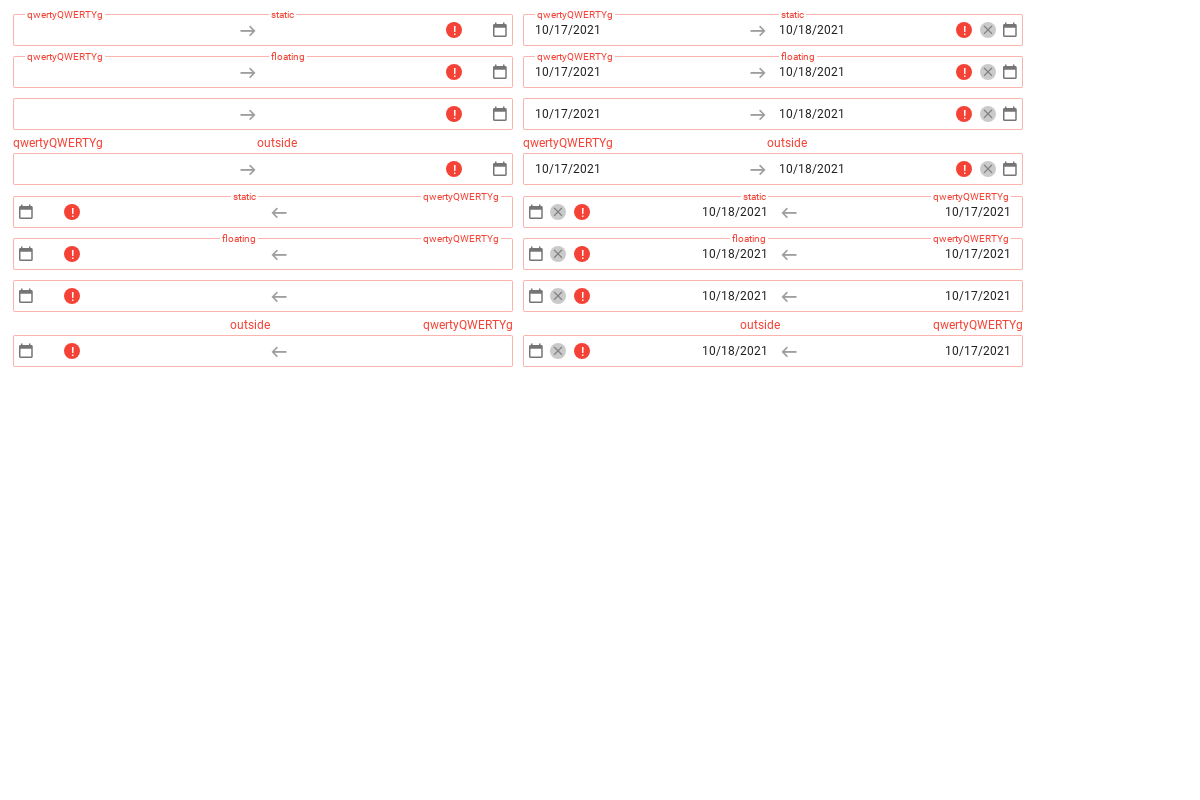 qwertyQWERTYg static qwertyQWERTYg static
10/17/2021 10/18/2021
qwertyQWERTYg floating qwertyQWERTYg floating
10/17/2021 10/18/2021
10/17/2021 10/18/2021
qwertyQWERTYg outside qwertyQWERTYg outside
10/17/2021 10/18/2021
static qwertyQWERTYg static qwertyQWERTYg
10/18/2021 10/17/2021
floating qwertyQWERTYg floating qwertyQWERTYg
10/18/2021 10/17/2021
10/18/2021 10/17/2021
outside qwertyQWERTYg outside qwertyQWERTYg
10/18/2021 10/17/2021